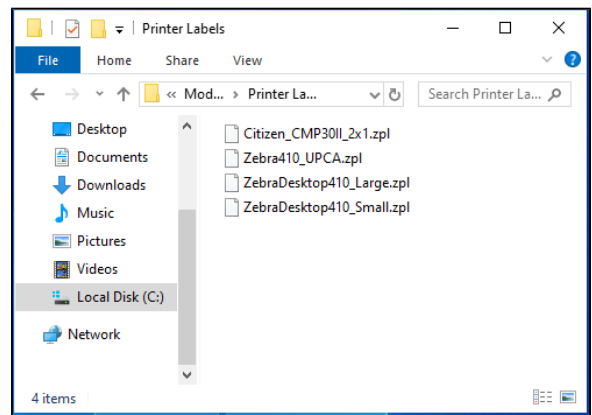 Printer Labels
File Home Share View
« Mod... › Printer La... Search Printer La...
Desktop
Documents
Downloads
Music
Pictures
Videos
Local Disk (C:)
Network
Citizen_CMP30II_2x1.zpl
Zebra410_UPCA.zpl
ZebraDesktop410_Large.zpl
ZebraDesktop410_Small.zpl
4 items